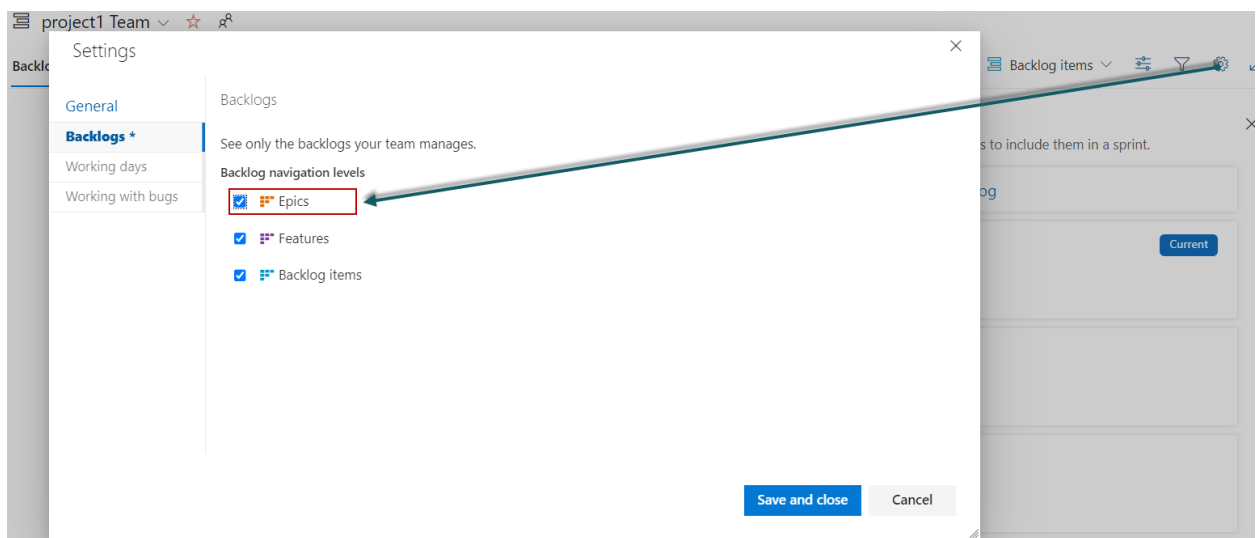 project1 Team
Settings
Backlog items
General
Backlogs *
Working days
Working with bugs
Backlogs
See only the backlogs your team manages.
Backlog navigation levels
Epics
Features
Backlog items
Save and close
Cancel
s to include them in a sprint.
og
Current